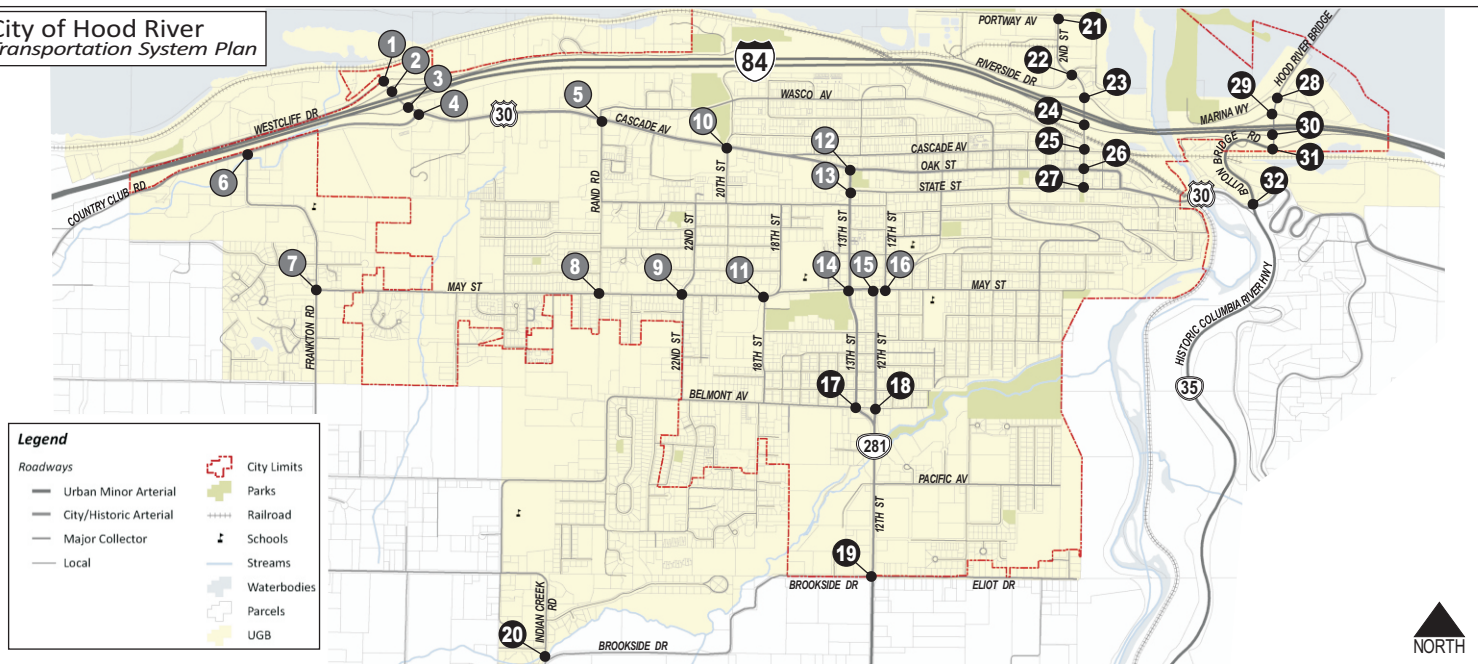 City of Hood River
Transportation System Plan
1
2
3
4
5
6
7
8
9
10
11
12
13
14
15
16
17
18
19
20
21
22
23
24
25
26
27
28
29
30
31
32
84
30
30
35
281
PORTWAY AV
2ND ST
RIVERSIDE DR
HOOD RIVER BRIDGE
MARINA WY
BUTTON BRIDGE RD
WESTCLIFF DR
COUNTRY CLUB RD
WASCO AV
CASCADE AV
CASCADE AV
OAK ST
STATE ST
RAND RD
20TH ST
22ND ST
18TH ST
13TH ST
12TH ST
MAY ST
MAY ST
FRANKTON RD
22ND ST
18TH ST
13TH ST
12TH ST
BELMONT AV
HISTORIC COLUMBIA RIVER HWY
PACIFIC AV
12TH ST
BROOKSIDE DR
ELIOT DR
INDIAN CREEK RD
BROOKSIDE DR
Legend
Roadways
Urban Minor Arterial
City/Historic Arterial
Major Collector
Local
City Limits
Parks
Railroad
Schools
Streams
Waterbodies
Parcels
UGB
NORTH